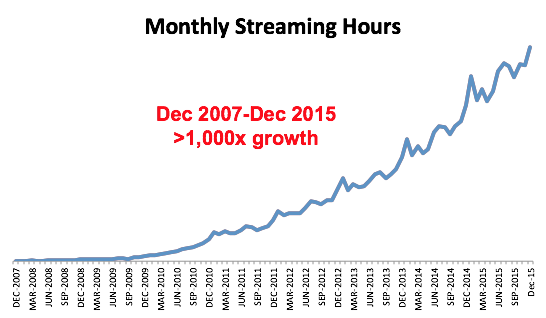 Monthly Streaming Hours
Dec 2007-Dec 2015
>1,000x growth
DEC 2007
MAR-2008
JUN-2008
SEP-2008
DEC 2008
MAR-2009
JUN-2009
SEP-2009
DEC 2009
MAR-2010
JUN-2010
SEP-2010
DEC 2010
MAR-2011
JUN-2011
SEP-2011
DEC 2011
MAR-2012
JUN-2012
SEP-2012
DEC 2012
MAR-2013
JUN-2013
SEP-2013
DEC 2013
MAR-2014
JUN-2014
SEP-2014
DEC 2014
MAR-2015
JUN-2015
SEP-2015
Dec-15